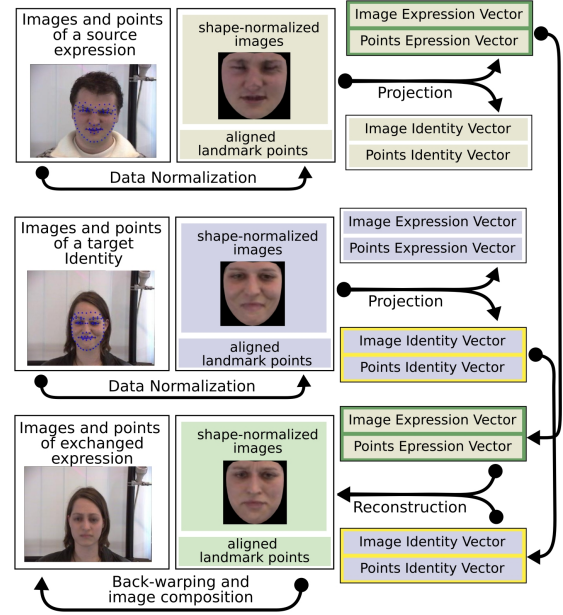 Images and points
of a source
expression
shape-normalized
images
aligned
landmark points
Data Normalization
Image Expression Vector
Points Epression Vector
Projection
Image Identity Vector
Points Identity Vector
Images and points
of a target
Identity
shape-normalized
images
aligned
landmark points
Data Normalization
Image Expression Vector
Points Expression Vector
Projection
Image Identity Vector
Points Identity Vector
Images and points
of exchanged
expression
shape-normalized
images
aligned
landmark points
Back-warping and
image composition
Image Expression Vector
Points Epression Vector
Reconstruction
Image Identity Vector
Points Identity Vector